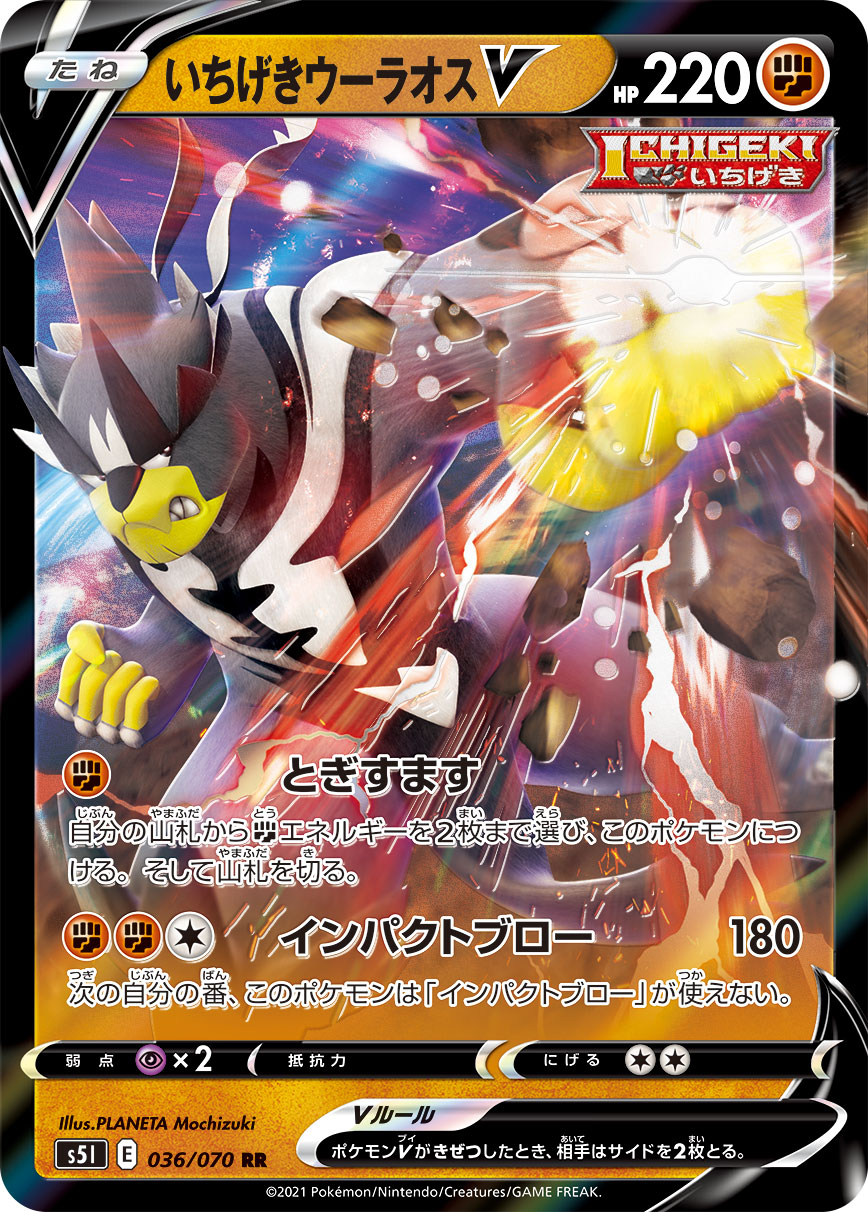 たね
いちげきウーラオスV
HP 220
ICHIGEKI
いちげき
とぎすます
自分の山札からエネルギーを2枚まで選び、このポケモンにつ
ける。そして山札を切る。
インパクトブロー 180
次の自分の番、このポケモンは「インパクトブロー」が使えない。
弱点 ×2 抵抗力 にげる
Illus.PLANETA Mochizuki
Vルール
ポケモンVがきぜつしたとき、相手はサイドを2枚とる。
s5I E 036/070 RR
©2021 Pokémon/Nintendo/Creatures/GAME FREAK.